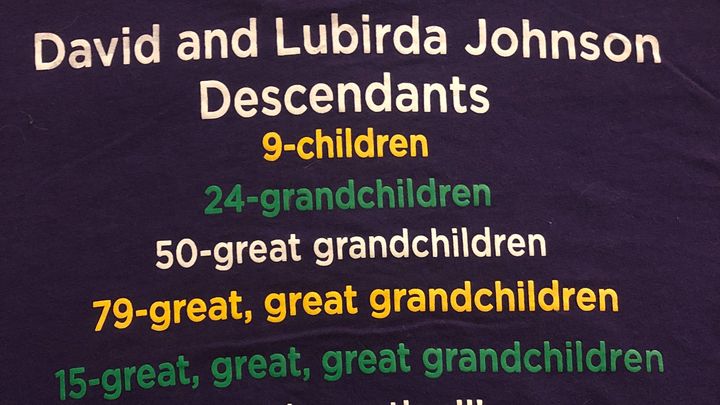 David and Lubirda Johnson
Descendants
9-children
24-grandchildren
50-great grandchildren
79-great, great grandchildren
15-great, great, great grandchildren